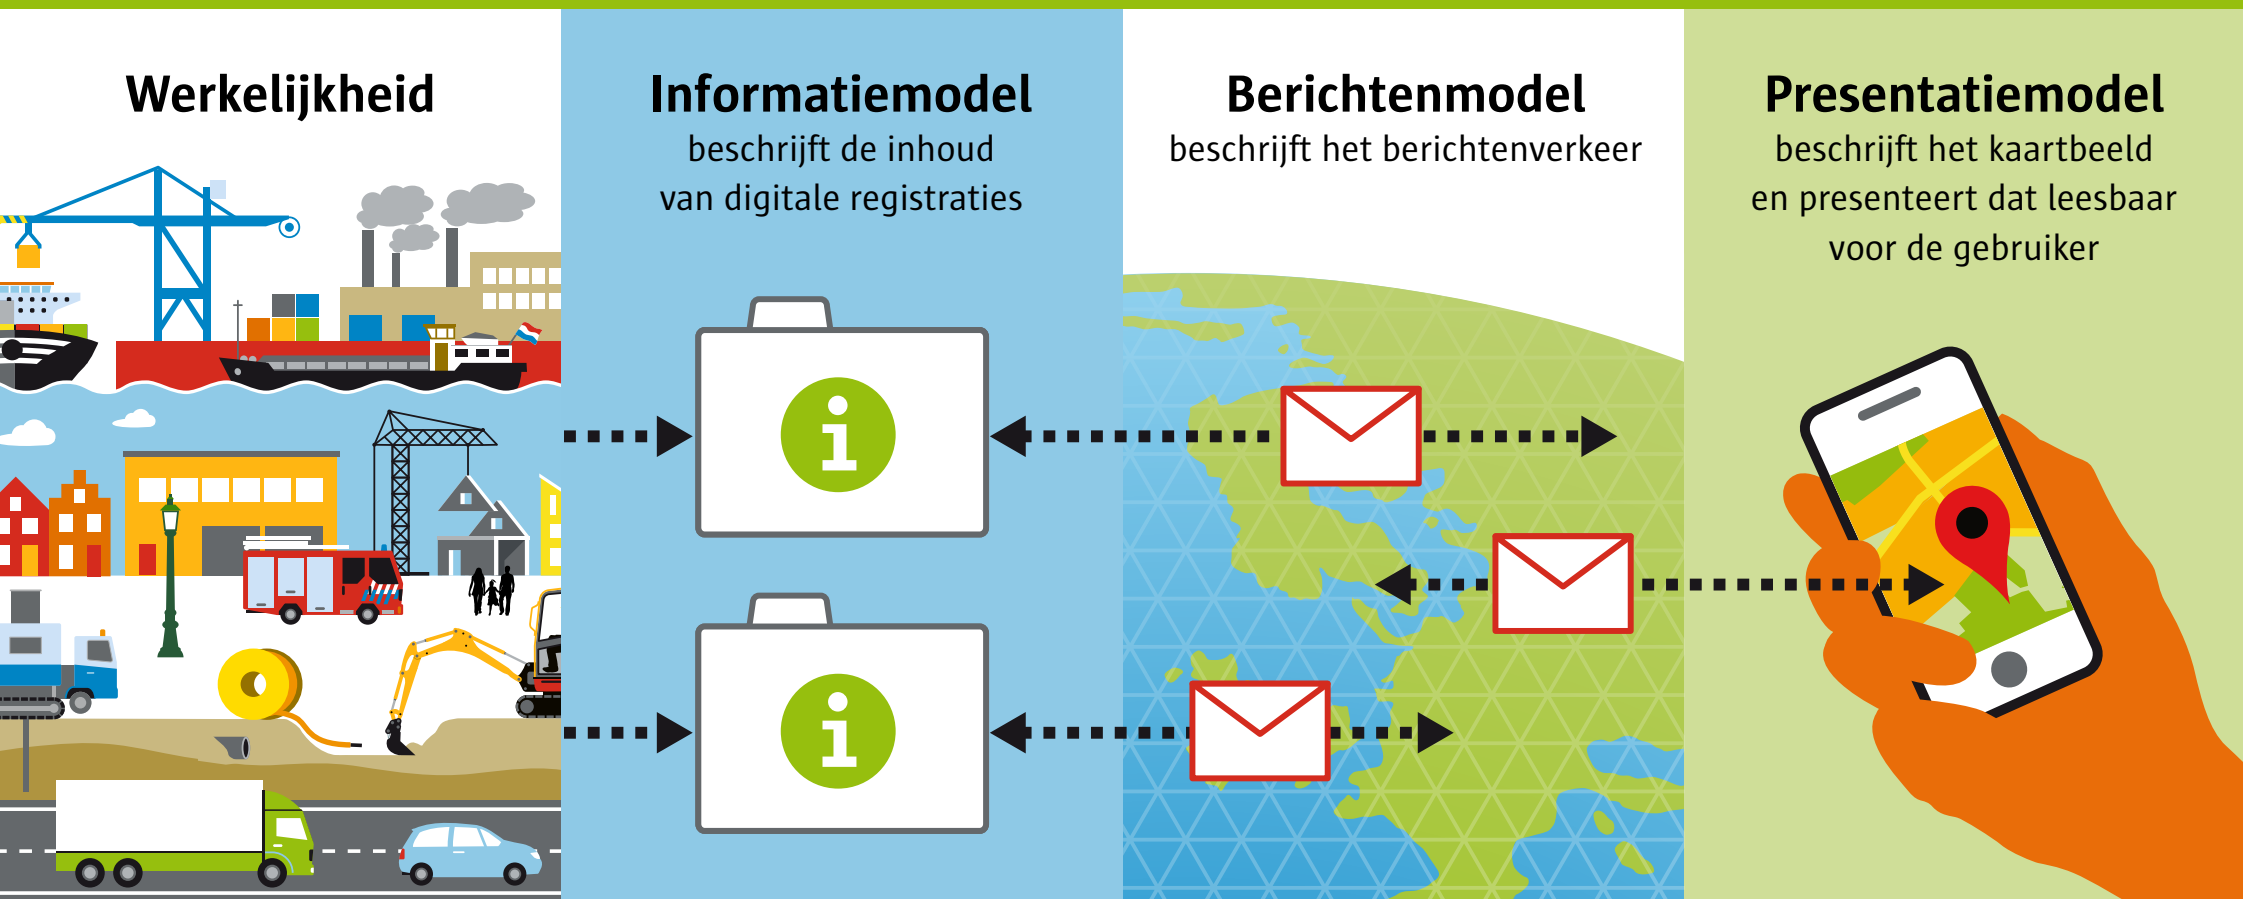 Werkelijkheid
Informatiemodel
beschrijft de inhoud
van digitale registraties
Berichtenmodel
beschrijft het berichtenverkeer
Presentatiemodel
beschrijft het kaartbeeld
en presenteert dat leesbaar
voor de gebruiker